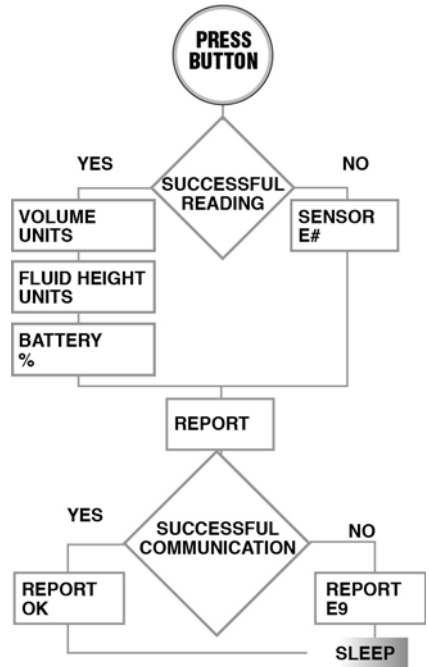 PRESS
BUTTON
YES
NO
SUCCESSFUL
READING
VOLUME
UNITS
SENSOR
E#
FLUID HEIGHT
UNITS
BATTERY
%
REPORT
YES
NO
SUCCESSFUL
COMMUNICATION
REPORT
OK
REPORT
E9
SLEEP